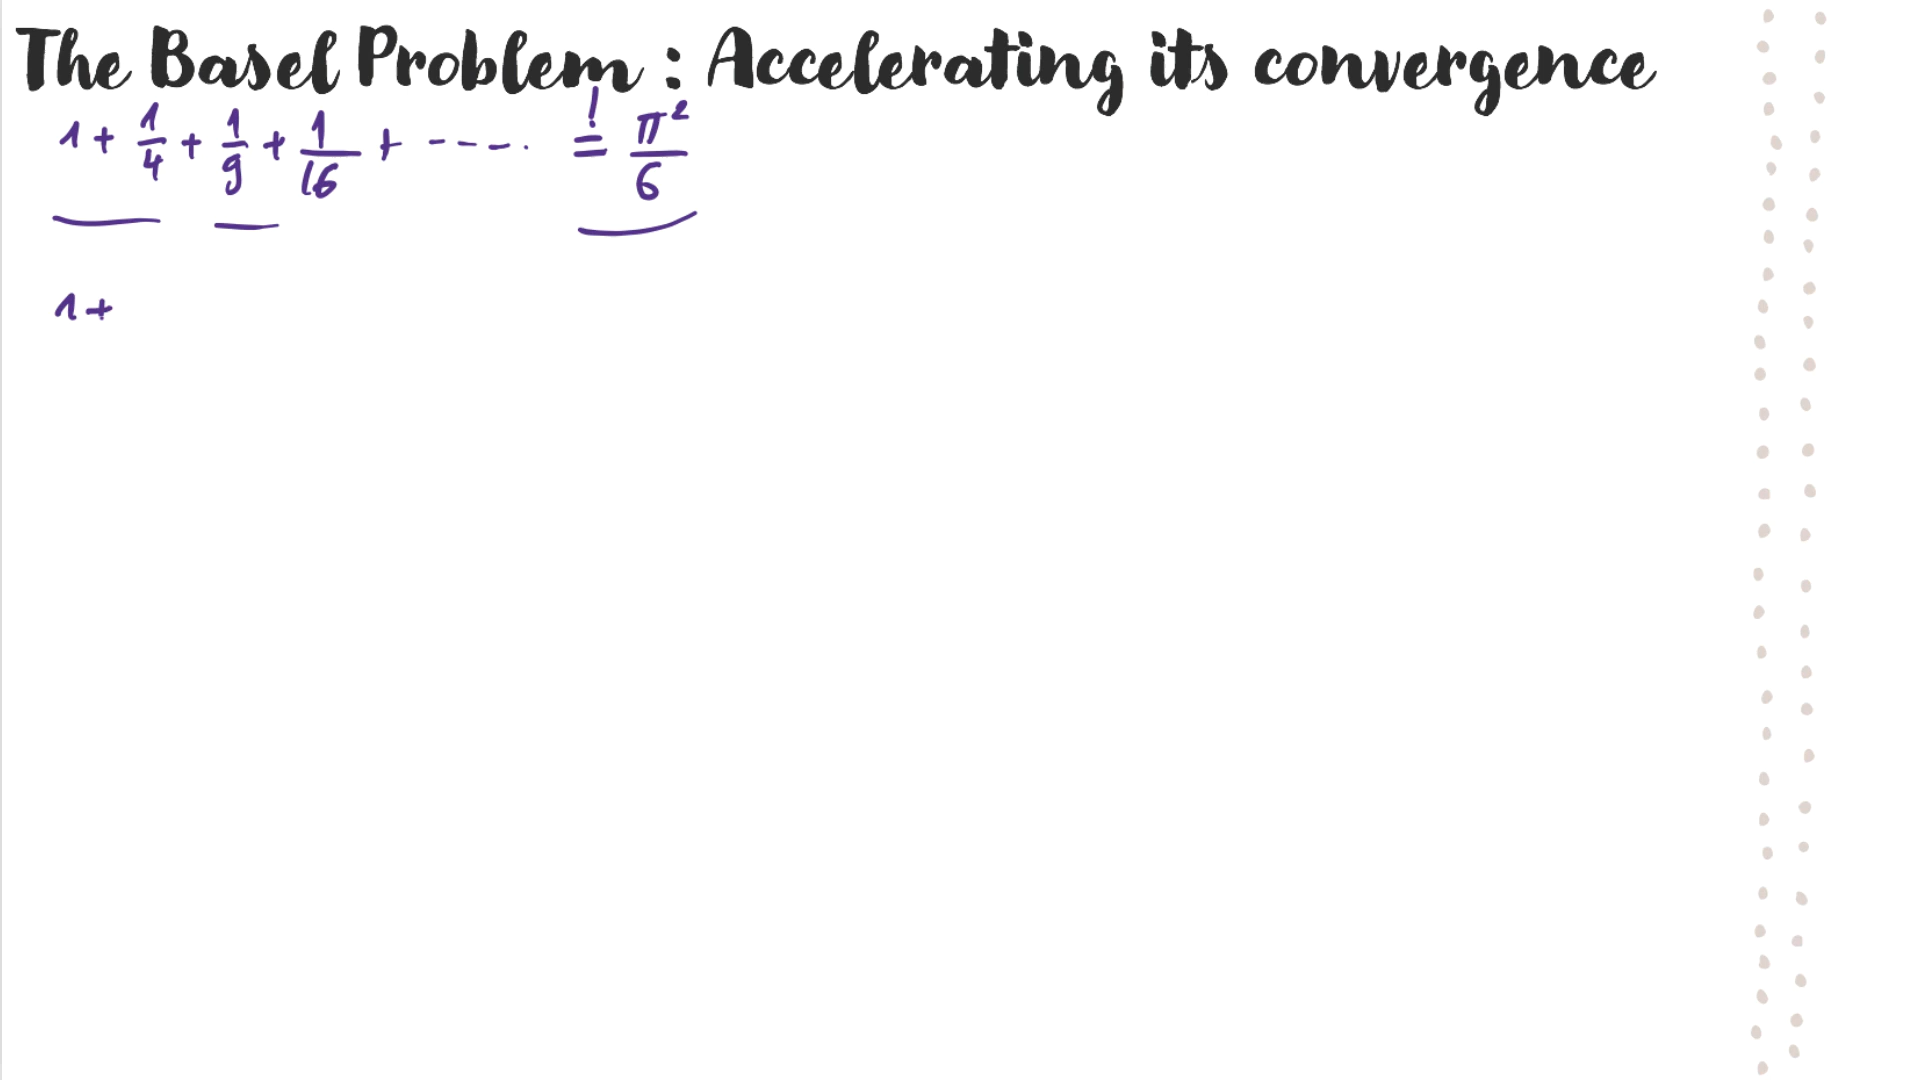 The Basel Problem : Accelerating its convergence
1 + 1/4 + 1/9 + 1/16 + ----. =! π²/6
1 +